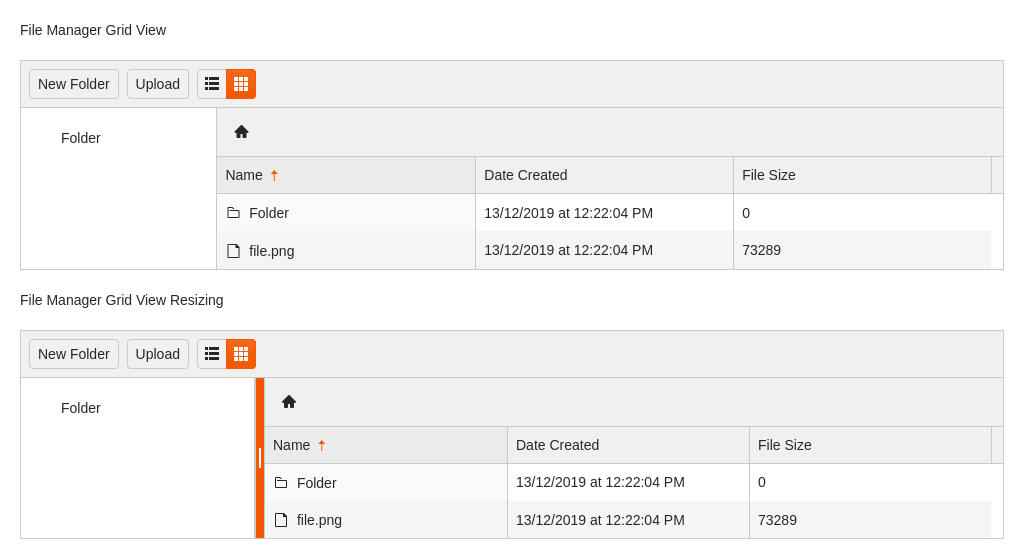 File Manager Grid View
New Folder Upload
Folder
Name Date Created File Size
Folder 13/12/2019 at 12:22:04 PM 0
file.png 13/12/2019 at 12:22:04 PM 73289
File Manager Grid View Resizing
New Folder Upload
Folder
Name Date Created File Size
Folder 13/12/2019 at 12:22:04 PM 0
file.png 13/12/2019 at 12:22:04 PM 73289